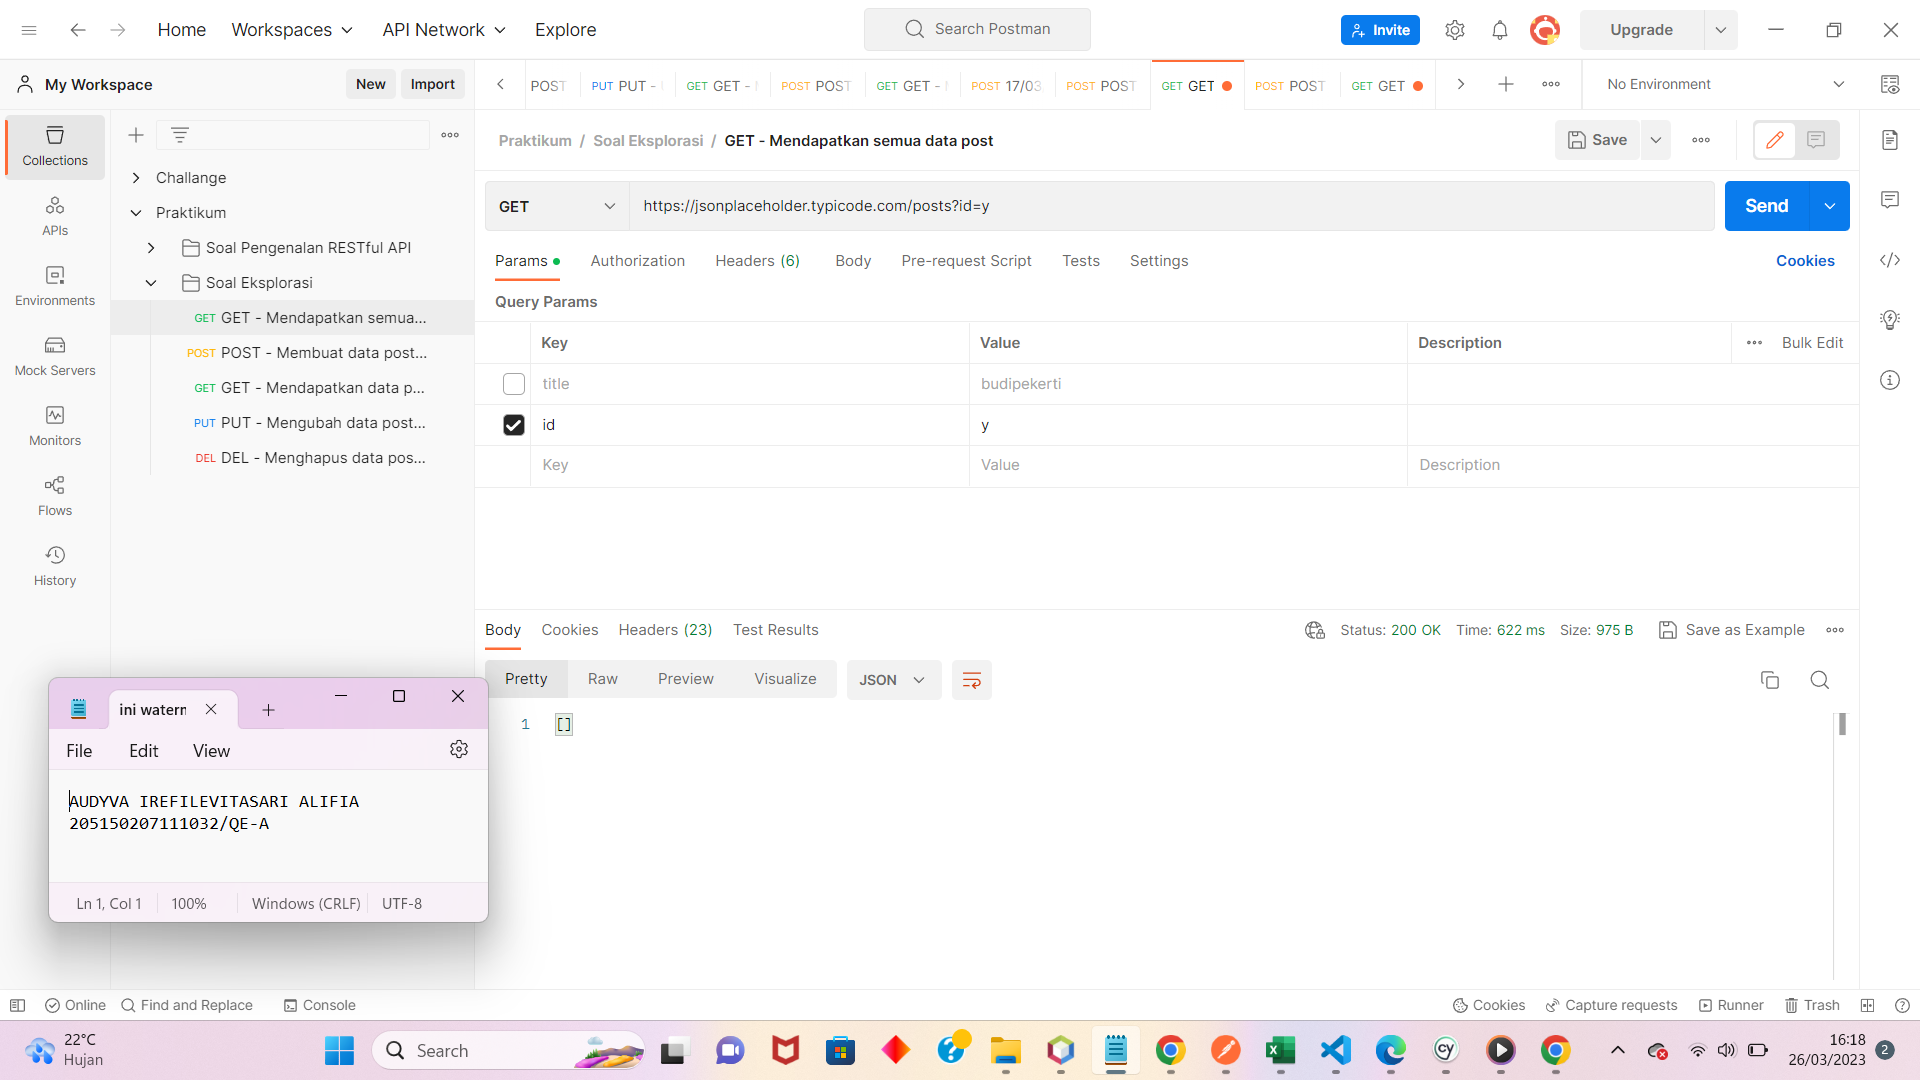 Home
Workspaces
API Network
Explore
Search Postman
Invite
Upgrade
My Workspace
New
Import
POST
PUT PUT -
GET GET -
POST POST
GET GET -
POST 17/03
POST POST
GET GET
POST POST
GET GET
No Environment
Collections
APIs
Environments
Mock Servers
Monitors
Flows
History
Challange
Praktikum
Soal Pengenalan RESTful API
Soal Eksplorasi
GET GET - Mendapatkan semua...
POST POST - Membuat data post...
GET GET - Mendapatkan data p...
PUT PUT - Mengubah data post...
DEL DEL - Menghapus data pos...
Praktikum / Soal Eksplorasi / GET - Mendapatkan semua data post
Save
GET
https://jsonplaceholder.typicode.com/posts?id=y
Send
Params
Authorization
Headers (6)
Body
Pre-request Script
Tests
Settings
Cookies
Query Params
Key Value Description
Bulk Edit
title budipekerti
id y
Key Value Description
Body
Cookies
Headers (23)
Test Results
Status: 200 OK Time: 622 ms Size: 975 B
Save as Example
Pretty
Raw
Preview
Visualize
JSON
1 []
ini watern
File Edit View
AUDYVA IREFILEVITASARI ALIFIA
205150207111032/QE-A
Ln 1, Col 1 100% Windows (CRLF) UTF-8
Online
Find and Replace
Console
Cookies
Capture requests
Runner
Trash
22°C
Hujan
Search
cy
16:18
26/03/2023
2